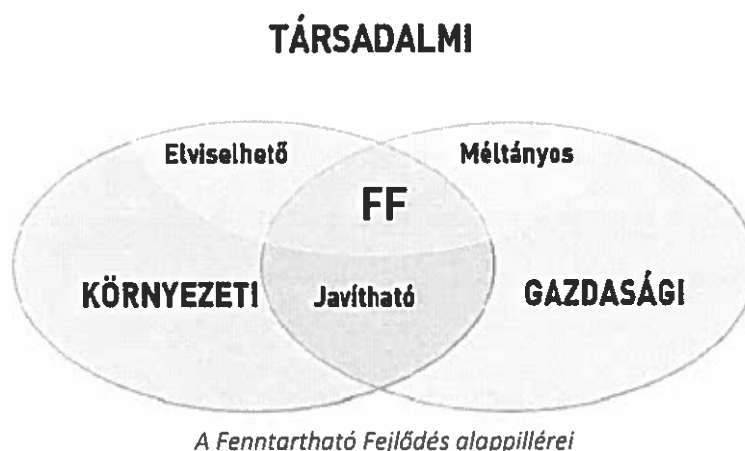 TÁRSADALMI
Elviselhető
Méltányos
FF
KÖRNYEZETI
Javítható
GAZDASÁGI
A Fenntartható Fejlődés alappillérei